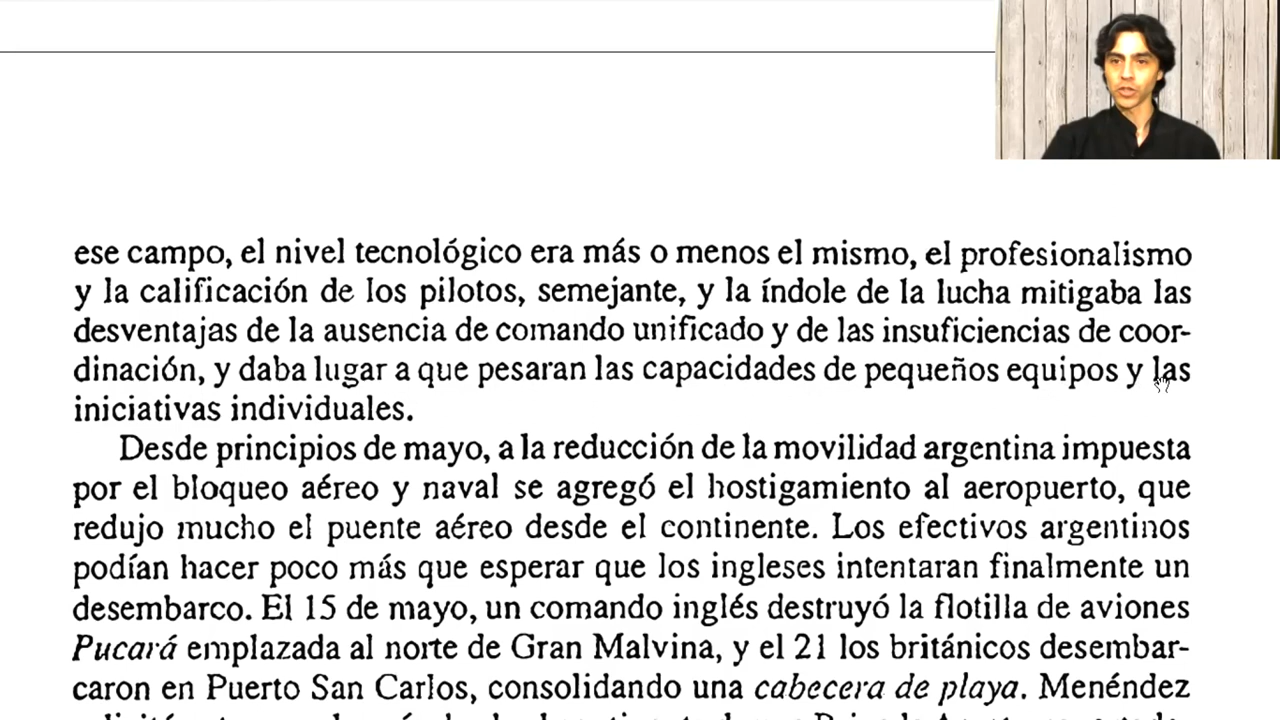 ese campo, el nivel tecnológico era más o menos el mismo, el profesionalismo
y la calificación de los pilotos, semejante, y la índole de la lucha mitigaba las
desventajas de la ausencia de comando unificado y de las insuficiencias de coor-
dinación, y daba lugar a que pesaran las capacidades de pequeños equipos y las
iniciativas individuales.
Desde principios de mayo, a la reducción de la movilidad argentina impuesta
por el bloqueo aéreo y naval se agregó el hostigamiento al aeropuerto, que
redujo mucho el puente aéreo desde el continente. Los efectivos argentinos
podían hacer poco más que esperar que los ingleses intentaran finalmente un
desembarco. El 15 de mayo, un comando inglés destruyó la flotilla de aviones
Pucará emplazada al norte de Gran Malvina, y el 21 los británicos desembar-
caron en Puerto San Carlos, consolidando una cabecera de playa. Menéndez